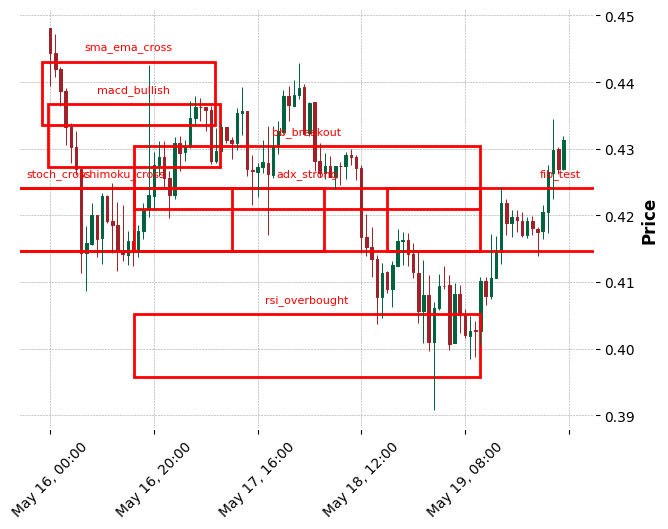 0.45
sma_ema_cross
0.44
macd_bullish
bb_breakout
0.43
stoch_cross
ichimoku_cross
adx_strong
fib_test
0.42
Price
0.41
rsi_overbought
0.40
0.39
May 16, 00:00
May 16, 20:00
May 17, 16:00
May 18, 12:00
May 19, 08:00